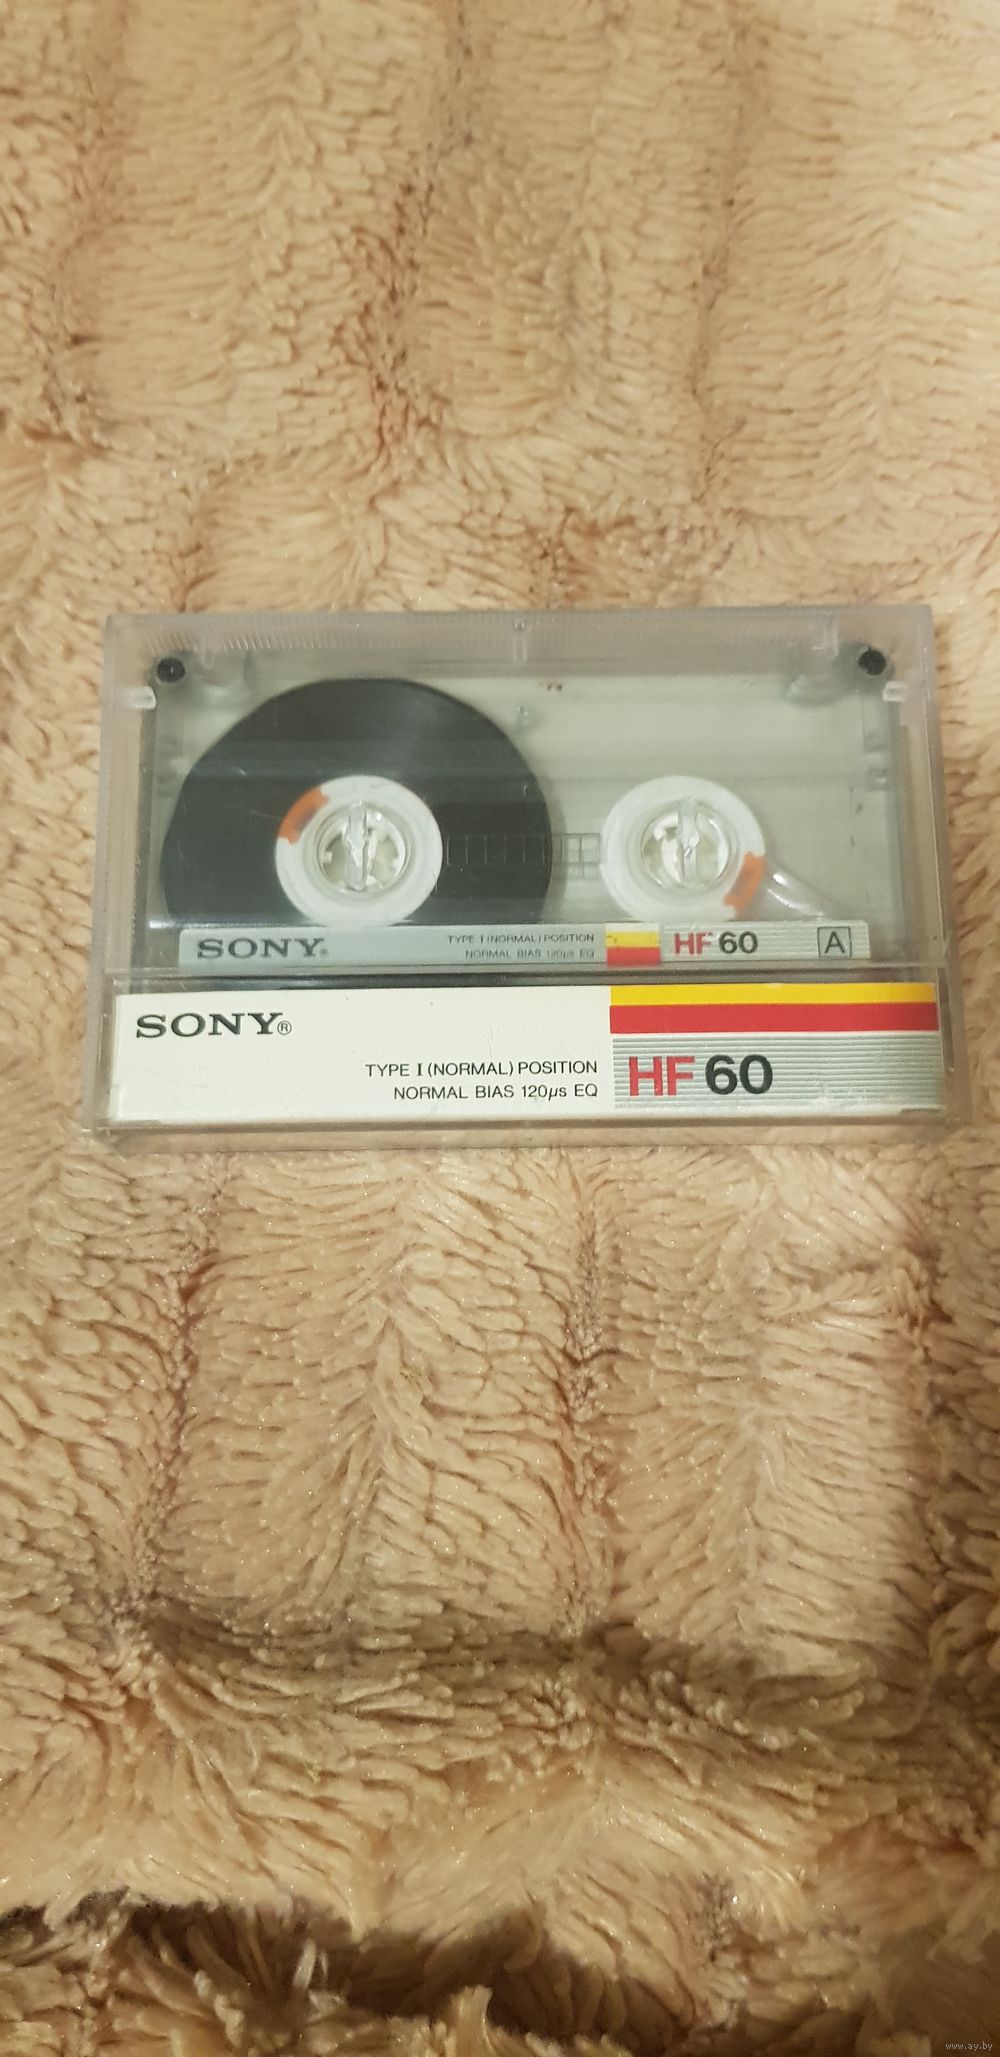 SONY®
TYPE I (NORMAL) POSITION
NORMAL BIAS 120µs EQ
HF 60
A
SONY®
TYPE I (NORMAL) POSITION
NORMAL BIAS 120µs EQ
HF 60
www.ay.by